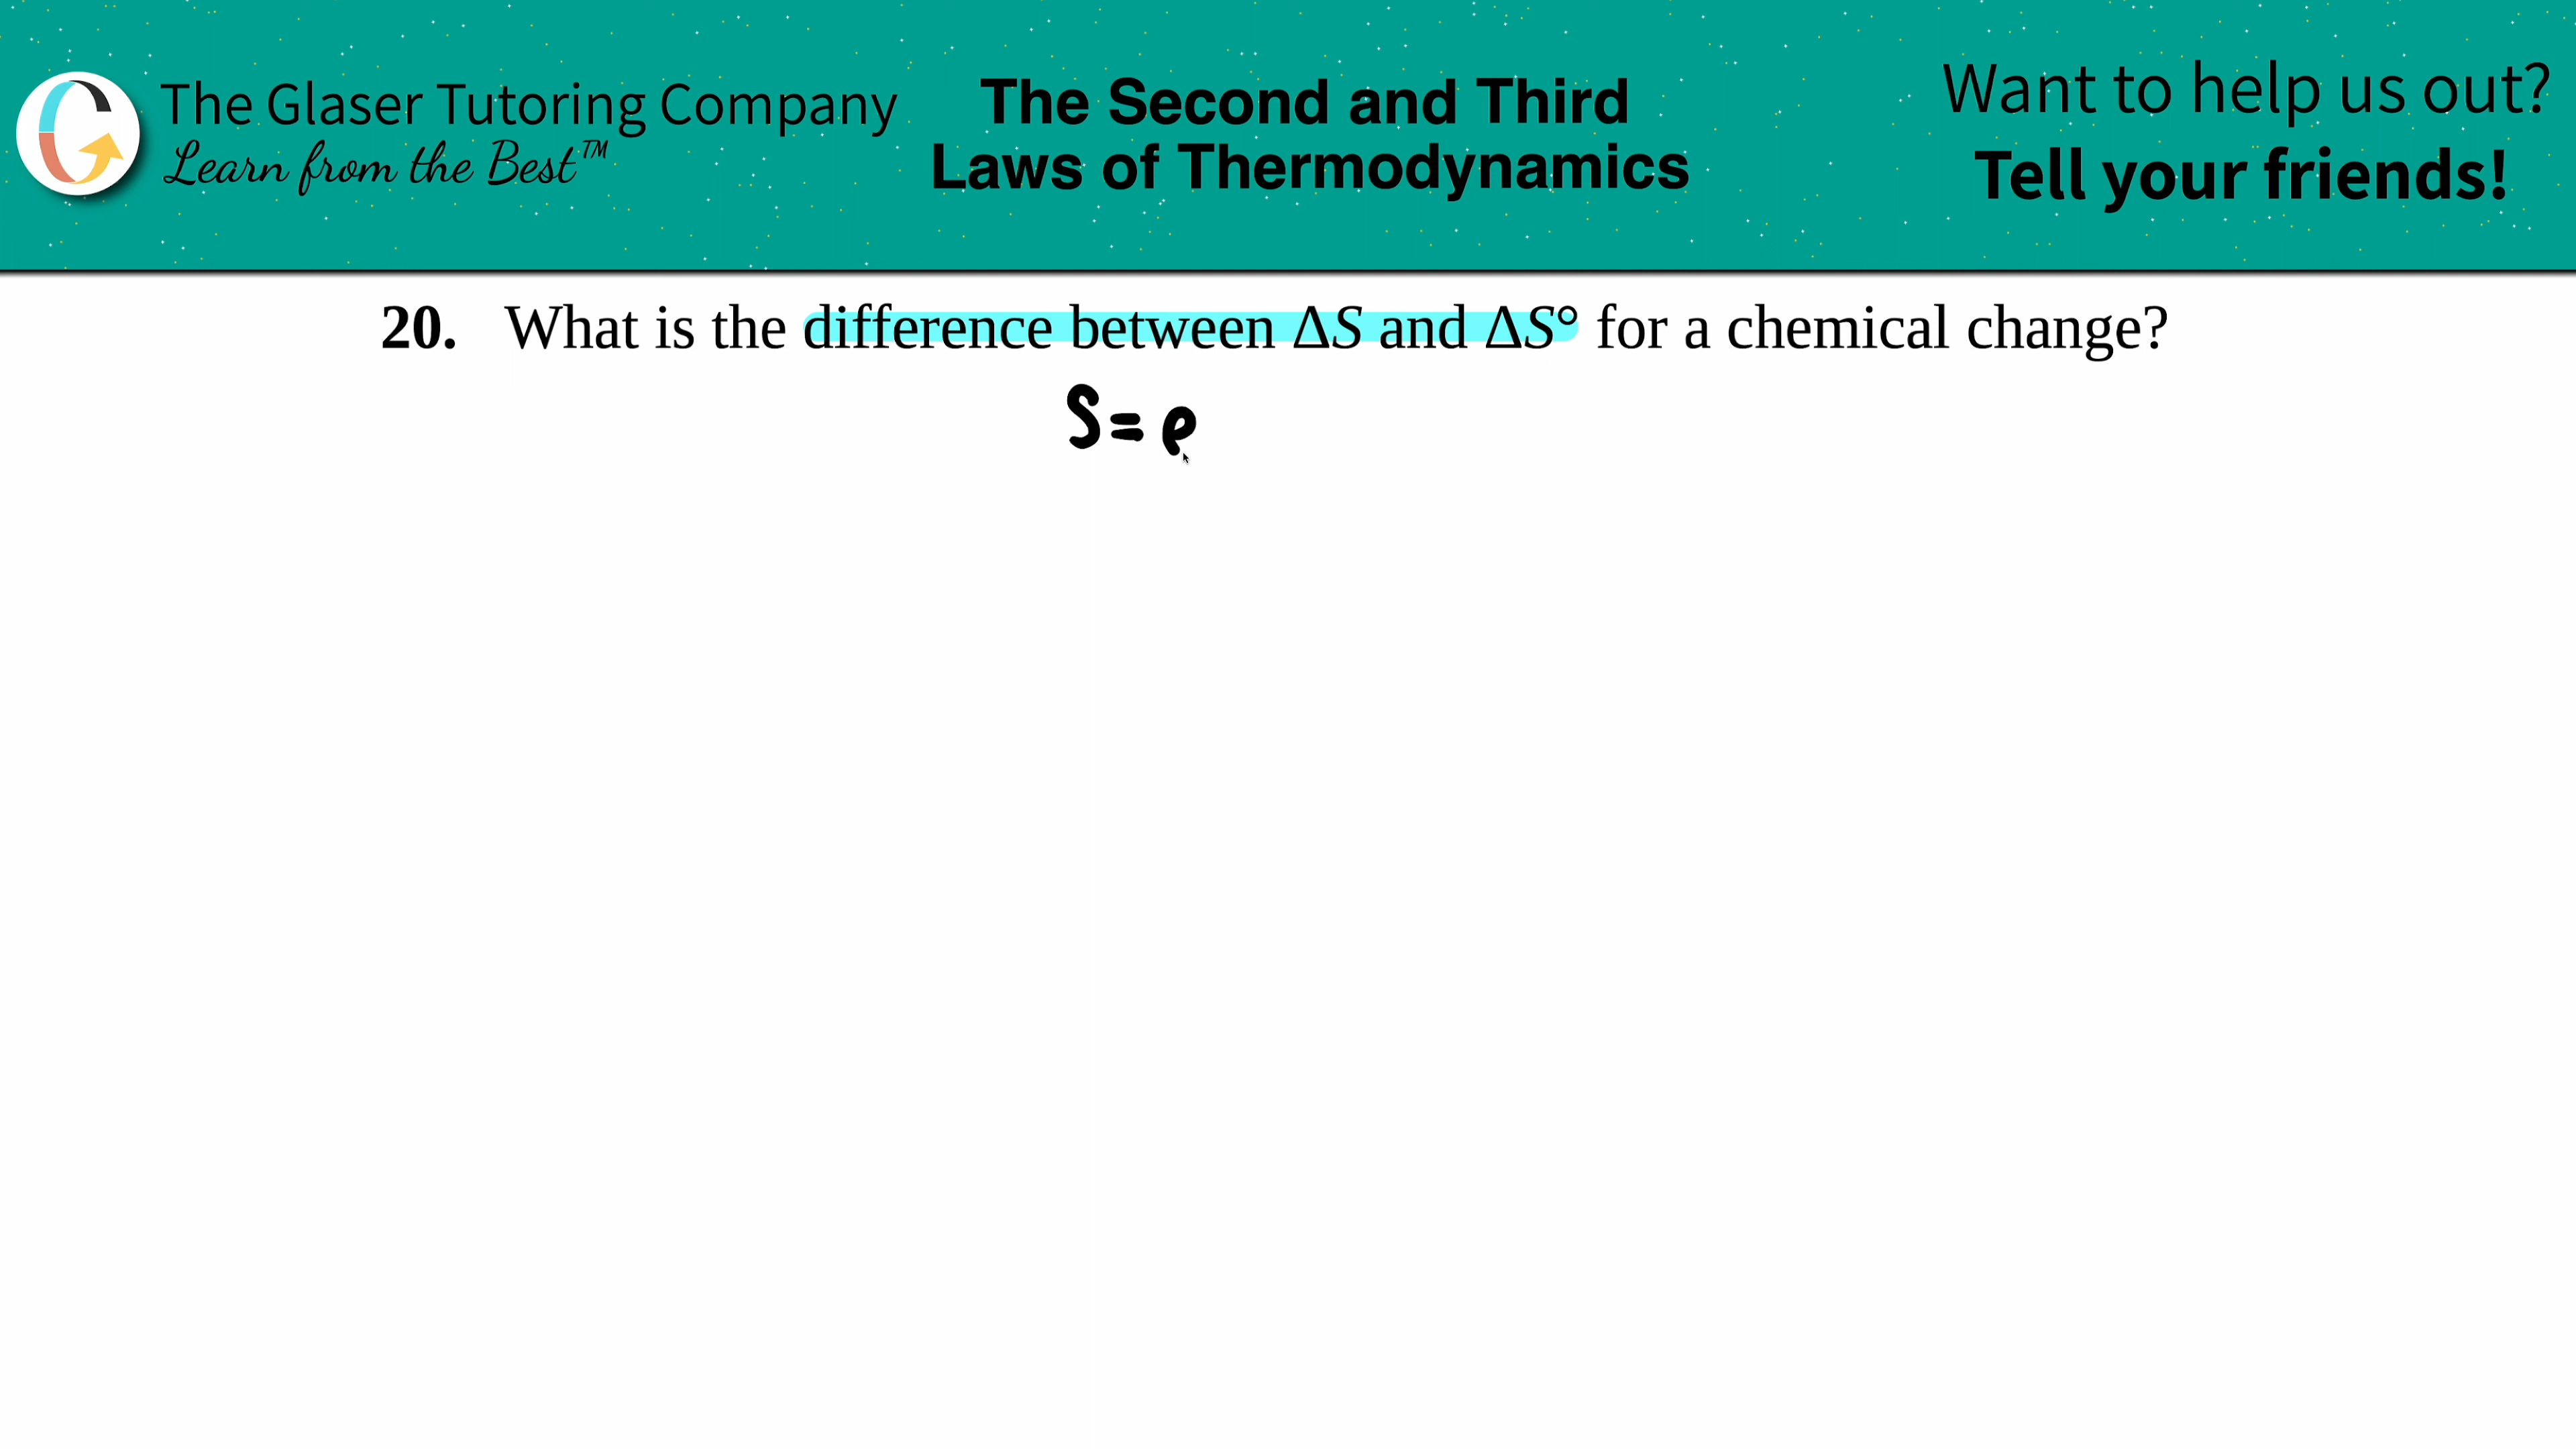 The Glaser Tutoring Company
Learn from the Best™
The Second and Third
Laws of Thermodynamics
Want to help us out?
Tell your friends!
20. What is the difference between ΔS and ΔS° for a chemical change?
S = e